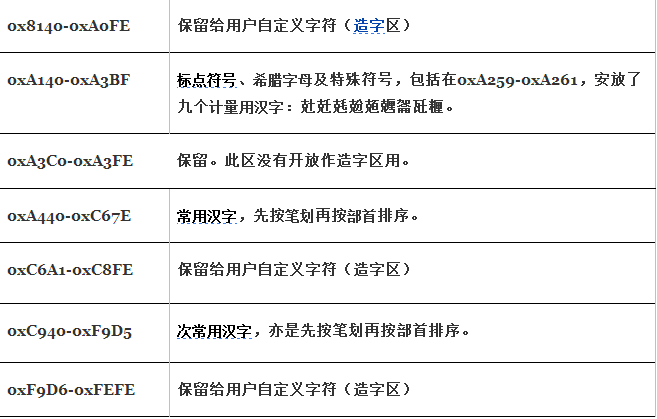 0x8140-0xA0FE 保留给用户自定义字符（造字区）
0xA140-0xA3BF 标点符号、希腊字母及特殊符号，包括在0xA259-0xA261，安放了
九个计量用汉字：兙兛兞兝兡兣嗧瓩糎。
0xA3C0-0xA3FE 保留。此区没有开放作造字区用。
0xA440-0xC67E 常用汉字，先按笔划再按部首排序。
0xC6A1-0xC8FE 保留给用户自定义字符（造字区）
0xC940-0xF9D5 次常用汉字，亦是先按笔划再按部首排序。
0xF9D6-0xFEFE 保留给用户自定义字符（造字区）